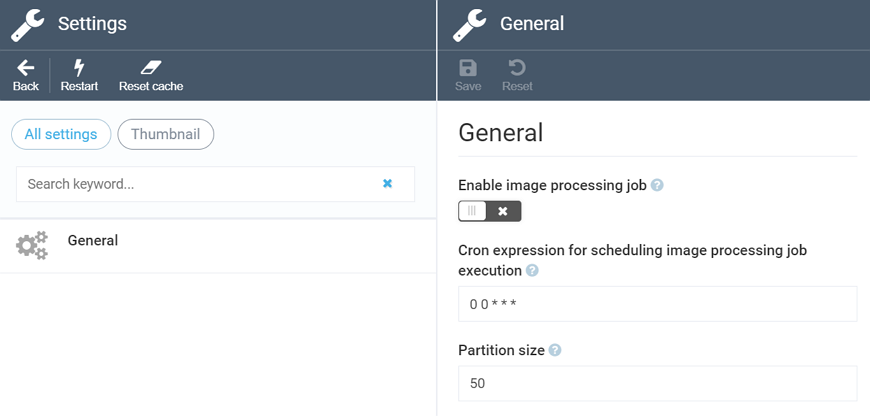 Settings
Back
Restart
Reset cache
All settings
Thumbnail
Search keyword...
General
General
Save
Reset
General
Enable image processing job ?
Cron expression for scheduling image processing job
execution ?
0 0 * * *
Partition size ?
50